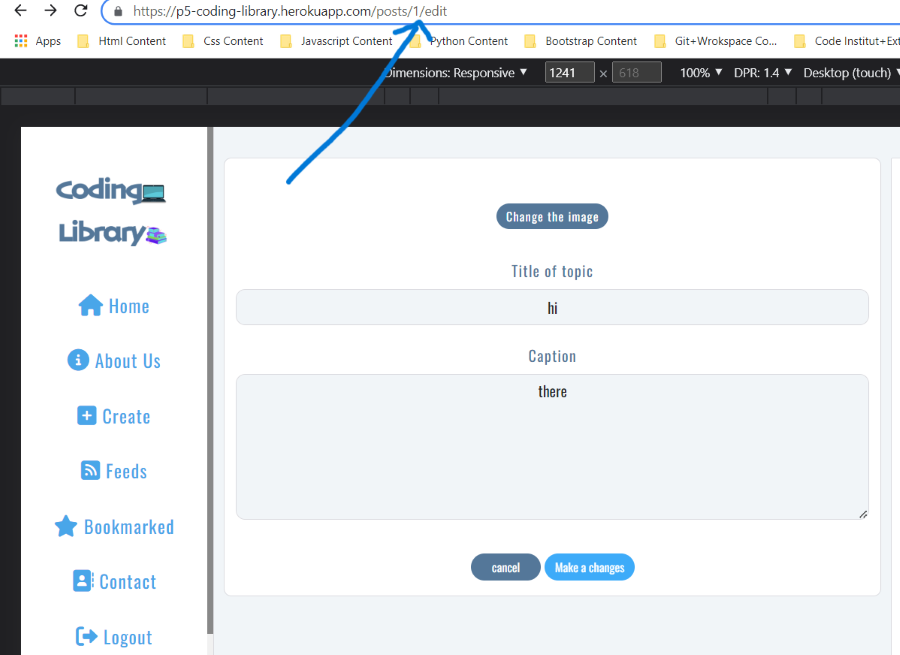 https://p5-coding-library.herokuapp.com/posts/1/edit
Apps Html Content Css Content Javascript Content Python Content Bootstrap Content Git+Wrokspace Co... Code Institut+Ext
Dimensions: Responsive ▼ 1241 × 618 100% ▼ DPR: 1.4 ▼ Desktop (touch) ▼
Coding
Library
Home
About Us
Create
Feeds
Bookmarked
Contact
Logout
Change the image
Title of topic
hi
Caption
there
cancel Make a changes